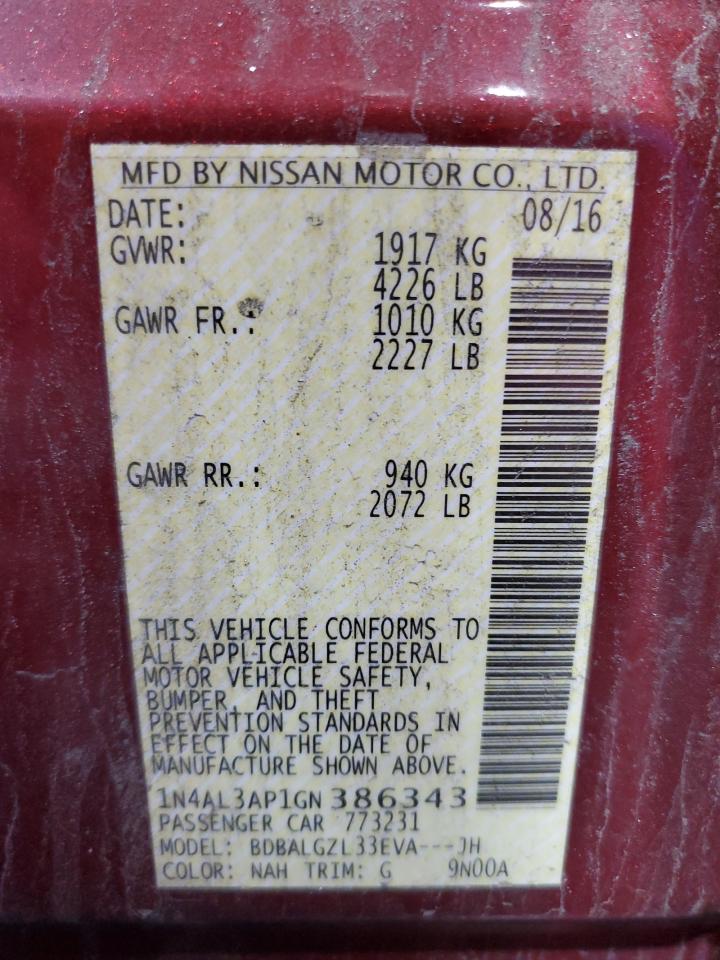 MFD BY NISSAN MOTOR CO., LTD.
DATE: 08/16
GVWR: 1917 KG
4226 LB
GAWR FR.: 1010 KG
2227 LB
GAWR RR.: 940 KG
2072 LB
THIS VEHICLE CONFORMS TO
ALL APPLICABLE FEDERAL
MOTOR VEHICLE SAFETY,
BUMPER, AND THEFT
PREVENTION STANDARDS IN
EFFECT ON THE DATE OF
MANUFACTURE SHOWN ABOVE.
1N4AL3AP1GN386343
PASSENGER CAR 773231
MODEL: BDBALGZL33EVA---JH
COLOR: NAH TRIM: G 9N00A